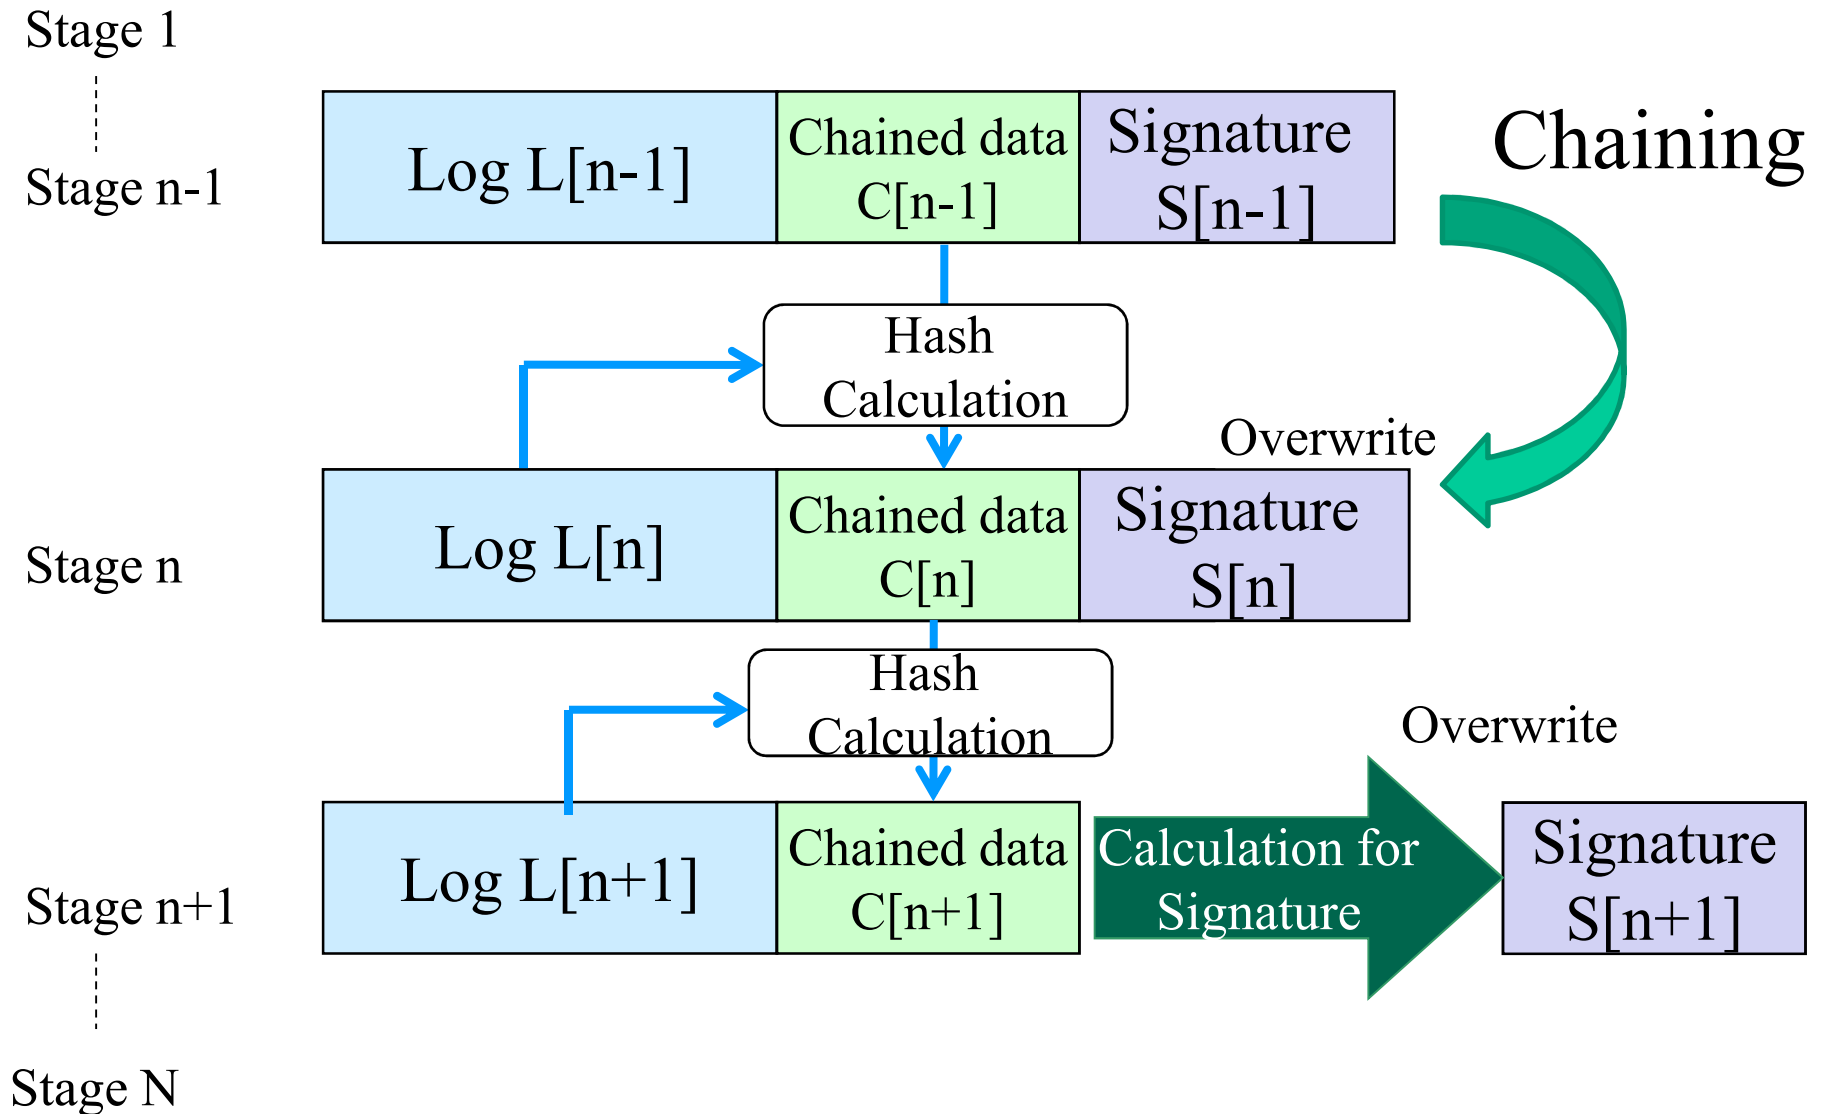 Stage 1
Stage n-1
Log L[n-1]
Chained data
C[n-1]
Signature
S[n-1]
Chaining
Hash
Calculation
Overwrite
Stage n
Log L[n]
Chained data
C[n]
Signature
S[n]
Hash
Calculation
Overwrite
Stage n+1
Log L[n+1]
Chained data
C[n+1]
Calculation for
Signature
Signature
S[n+1]
Stage N